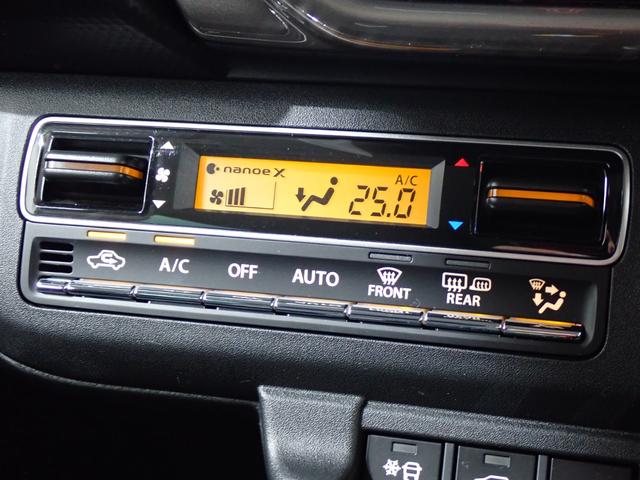 nanoe X
A/C
25.0
A/C OFF AUTO FRONT REAR